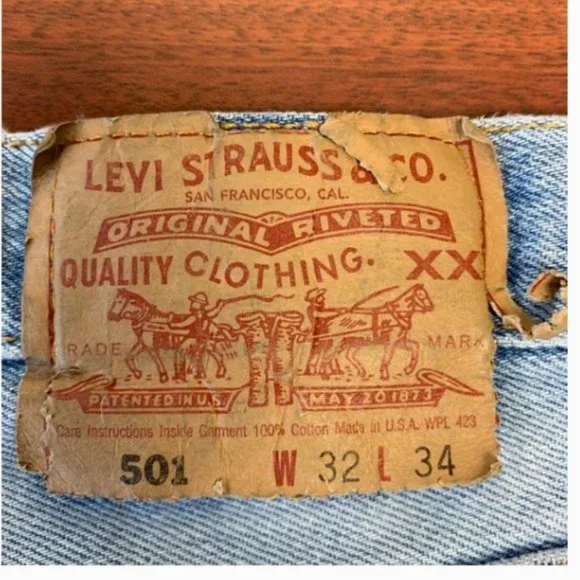 LEVI STRAUSS & CO.
SAN FRANCISCO, CAL.
ORIGINAL RIVETED
QUALITY CLOTHING. XX
TRADE MARK
PATENTED IN U.S. MAY 20 1873
Care Instructions Inside Garment 100% Cotton Made in U.S.A. WPL 423
501 W 32 L 34